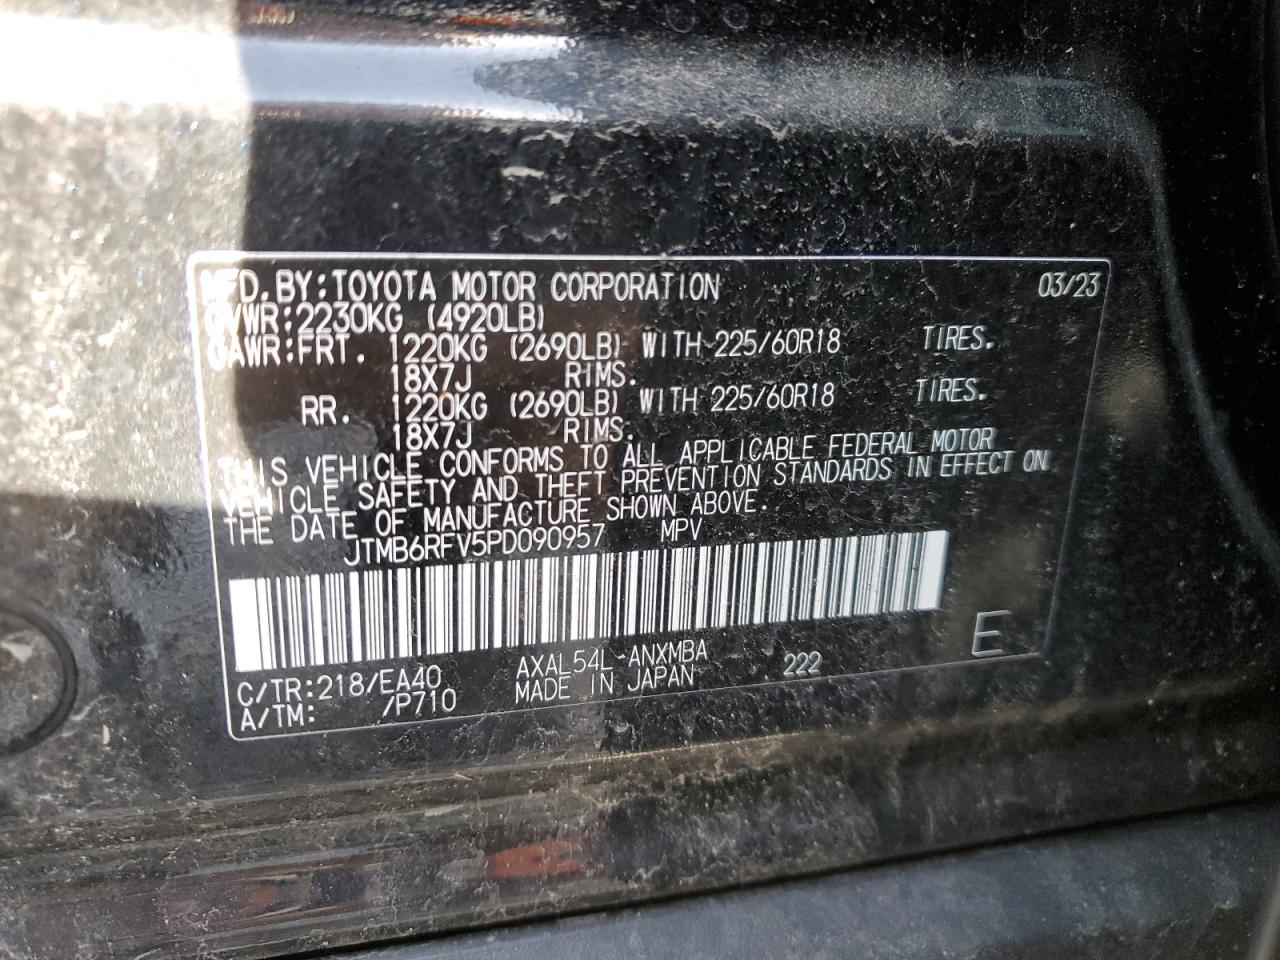 MFD.BY:TOYOTA MOTOR CORPORATION 03/23
GVWR:2230KG (4920LB)
GAWR:FRT. 1220KG (2690LB) WITH 225/60R18 TIRES.
18X7J RIMS.
RR. 1220KG (2690LB) WITH 225/60R18 TIRES.
18X7J RIMS.
THIS VEHICLE CONFORMS TO ALL APPLICABLE FEDERAL MOTOR
VEHICLE SAFETY AND THEFT PREVENTION STANDARDS IN EFFECT ON
THE DATE OF MANUFACTURE SHOWN ABOVE.
JTMB6RFV5PD090957 MPV
C/TR:218/EA40 AXAL54L-ANXMBA 222 E
A/TM: /P710 MADE IN JAPAN